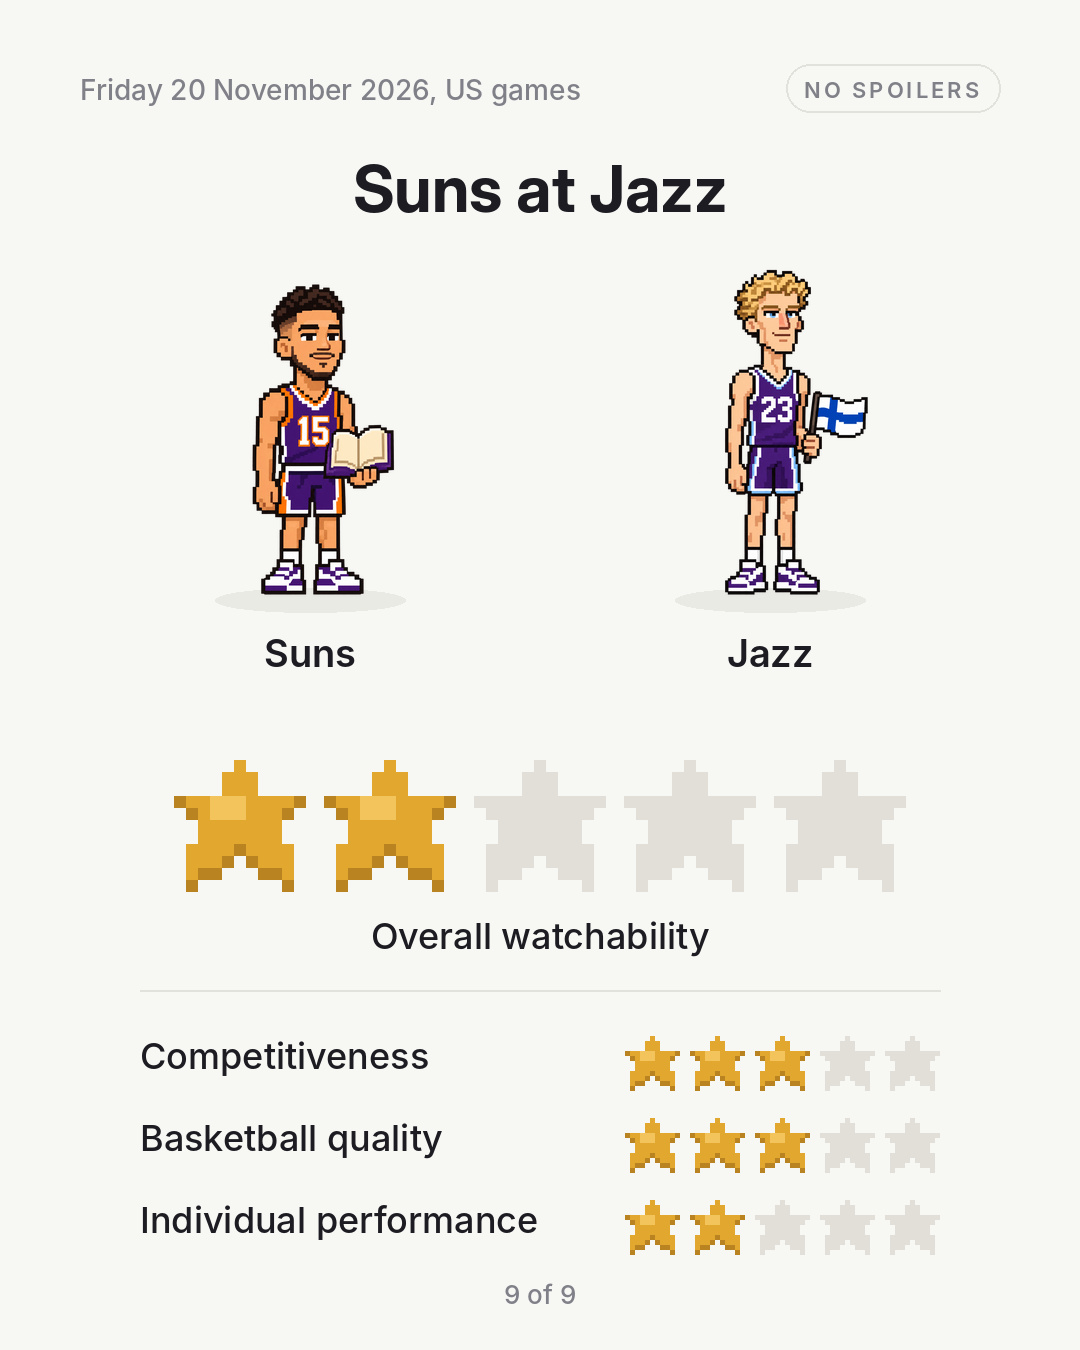 Friday 20 November 2026, US games
NO SPOILERS
Suns at Jazz
15
23
Suns
Jazz
Overall watchability
Competitiveness
Basketball quality
Individual performance
9 of 9